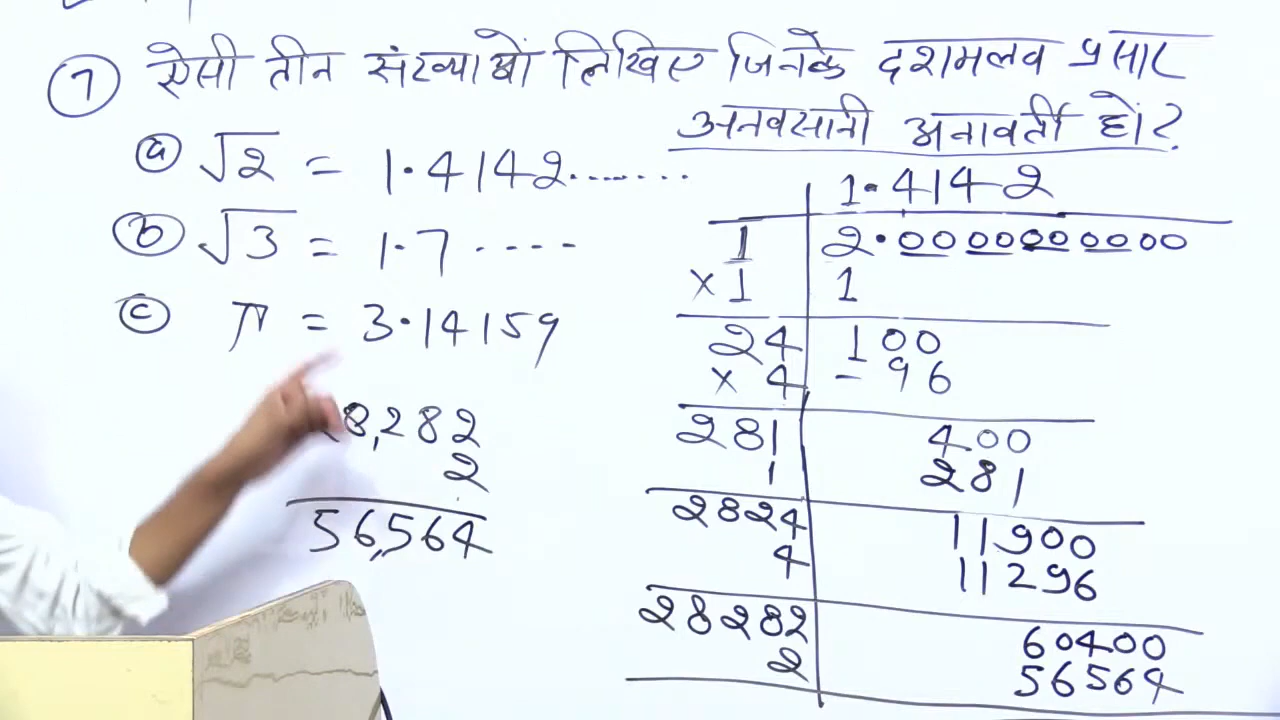 ⑦ ऐसी तीन संख्याओं लिखिए जिनके दशमलव प्रसार
अनवसानी अनावर्ती हों?
ⓐ √2 = 1.4142.......
ⓑ √3 = 1.7 ----
ⓒ π = 3.14159
28,282
2
56,564
1.4142
1 2.0000000000
×1 1
24 100
×4 -96
281 400
1 281
2824 11900
4 11296
28282 60400
2 56564